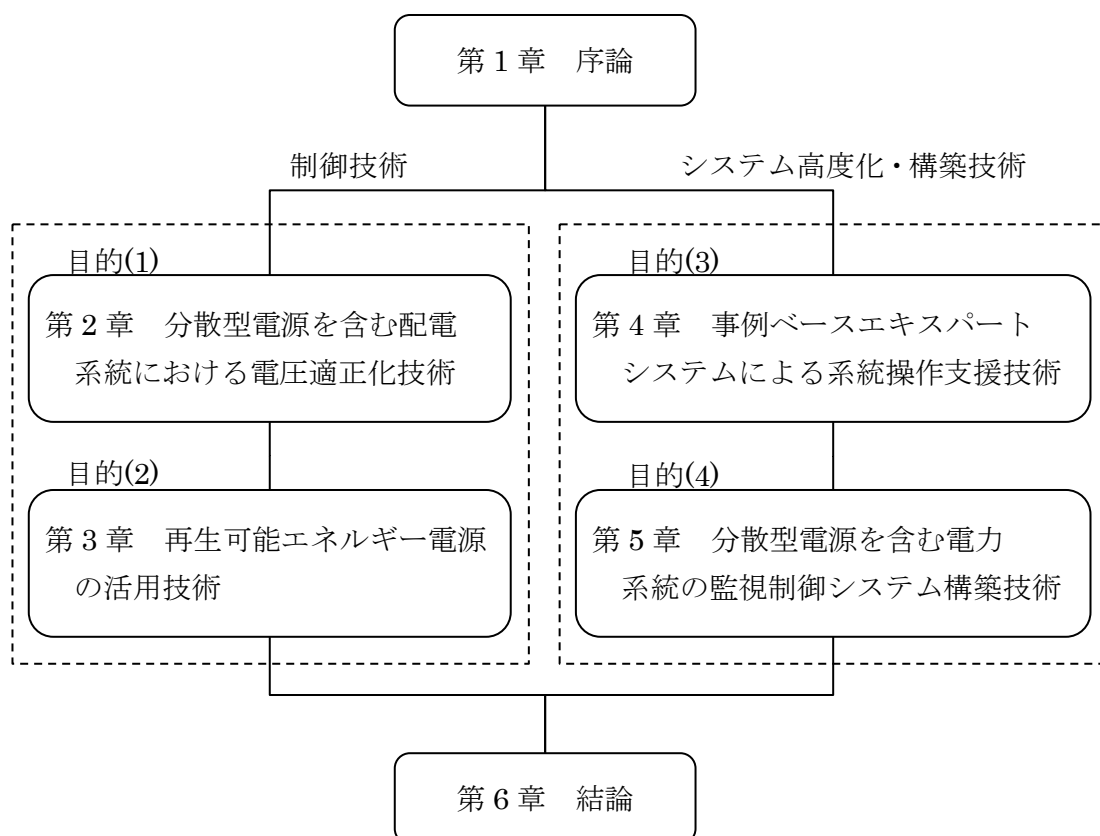 第 1 章　序論
制御技術
システム高度化・構築技術
目的(1)
第 2 章　分散型電源を含む配電
系統における電圧適正化技術
目的(2)
第 3 章　再生可能エネルギー電源
の活用技術
目的(3)
第 4 章　事例ベースエキスパート
システムによる系統操作支援技術
目的(4)
第 5 章　分散型電源を含む電力
系統の監視制御システム構築技術
第 6 章　結論